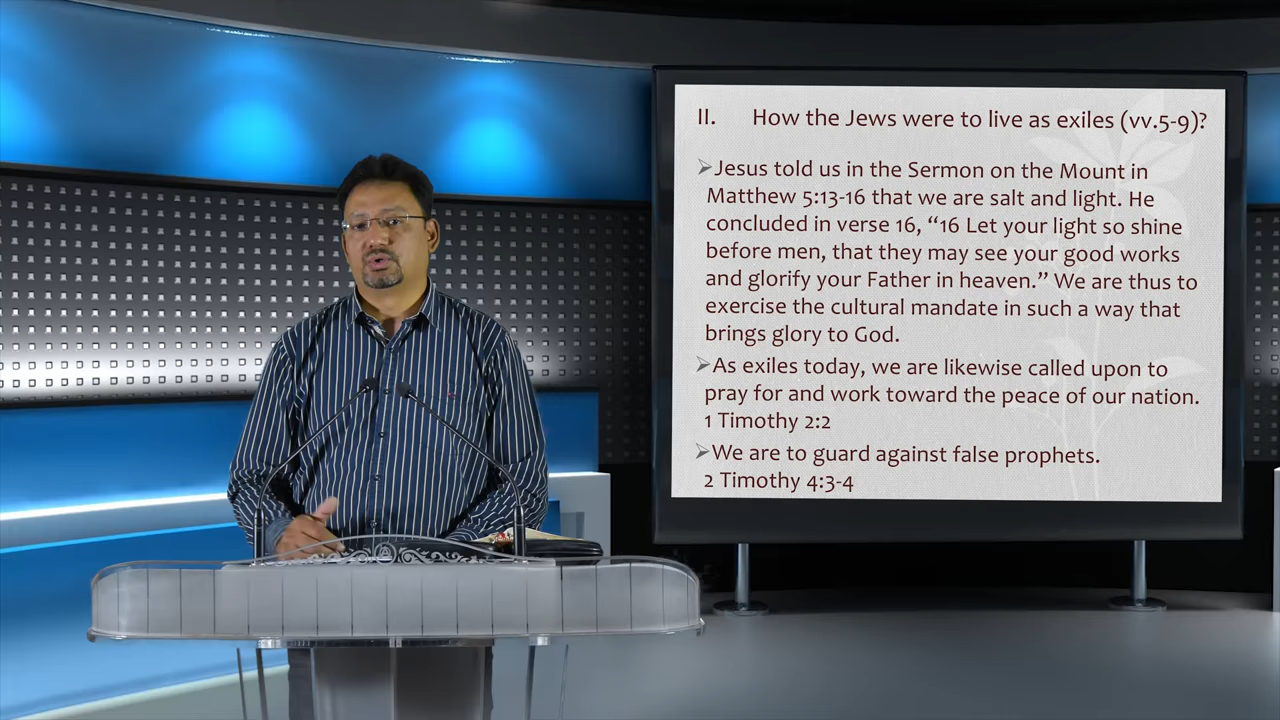 II. How the Jews were to live as exiles (vv.5-9)?
➢Jesus told us in the Sermon on the Mount in
Matthew 5:13-16 that we are salt and light. He
concluded in verse 16, “16 Let your light so shine
before men, that they may see your good works
and glorify your Father in heaven.” We are thus to
exercise the cultural mandate in such a way that
brings glory to God.
➢As exiles today, we are likewise called upon to
pray for and work toward the peace of our nation.
1 Timothy 2:2
➢We are to guard against false prophets.
2 Timothy 4:3-4